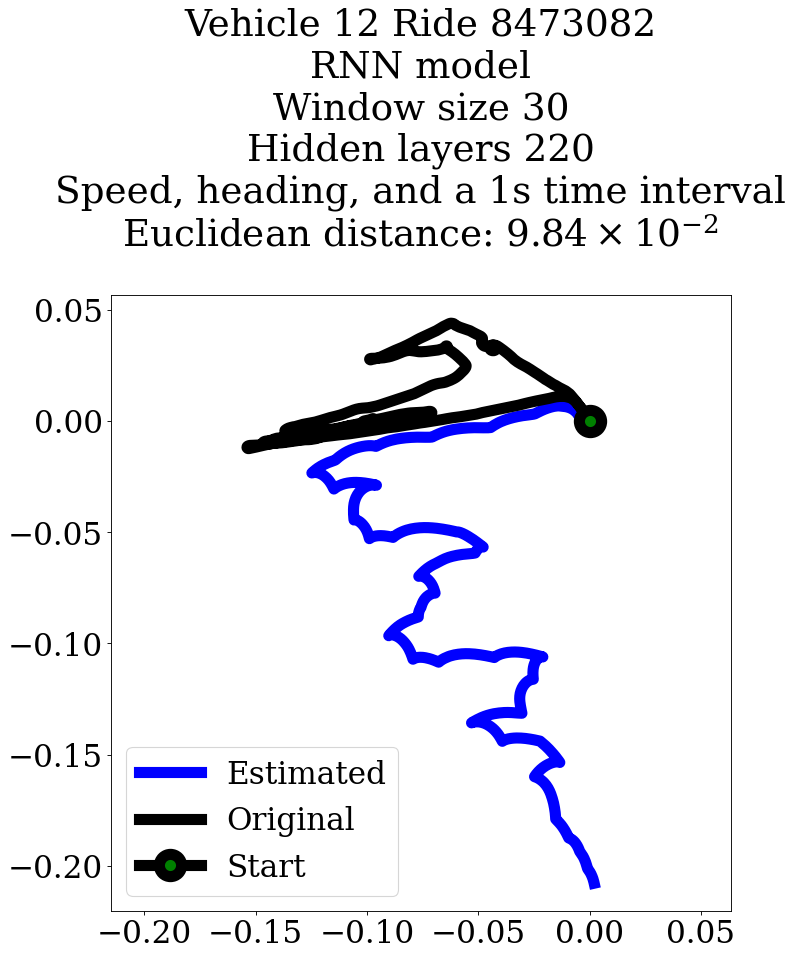 Vehicle 12 Ride 8473082
RNN model
Window size 30
Hidden layers 220
Speed, heading, and a 1s time interval
Euclidean distance: 9.84 × 10⁻²
0.05
0.00
−0.05
−0.10
−0.15
−0.20
Estimated
Original
Start
−0.20 −0.15 −0.10 −0.05 0.00 0.05